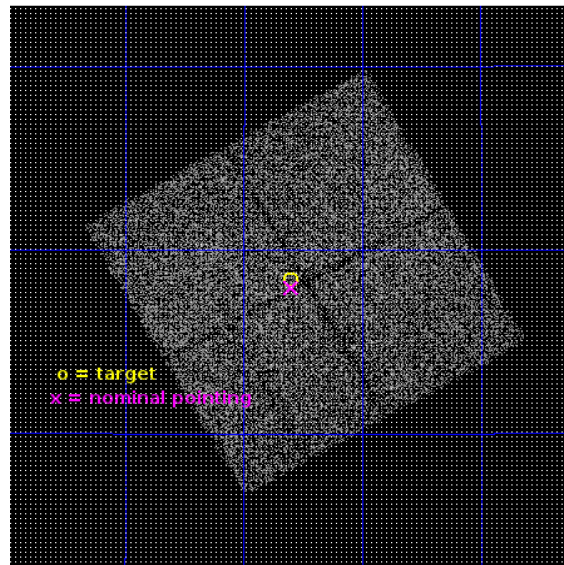 o = target
x = nominal pointing